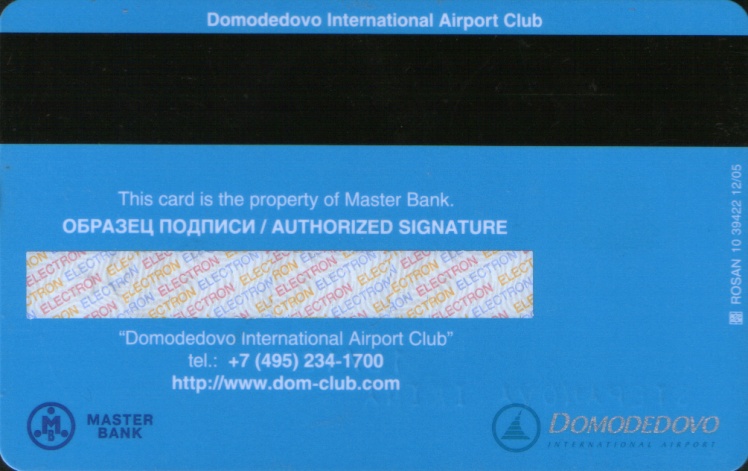 Domodedovo International Airport Club
This card is the property of Master Bank.
ОБРАЗЕЦ ПОДПИСИ / AUTHORIZED SIGNATURE
ELECTRON ELECTRON ELECTRON ELECTRON ELECTRON
"Domodedovo International Airport Club"
tel.: +7 (495) 234-1700
http://www.dom-club.com
MASTER
BANK
DOMODEDOVO
INTERNATIONAL AIRPORT
ROSAN 10 39422 12/05